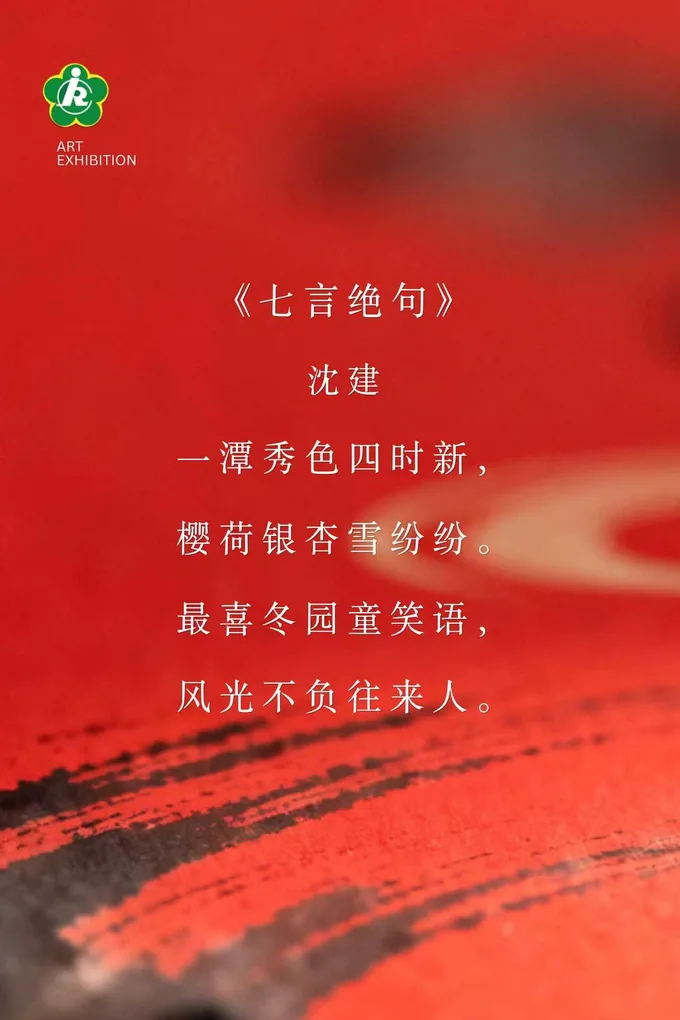 ART
EXHIBITION
《七言绝句》
沈建
一潭秀色四时新，
樱荷银杏雪纷纷。
最喜冬园童笑语，
风光不负往来人。